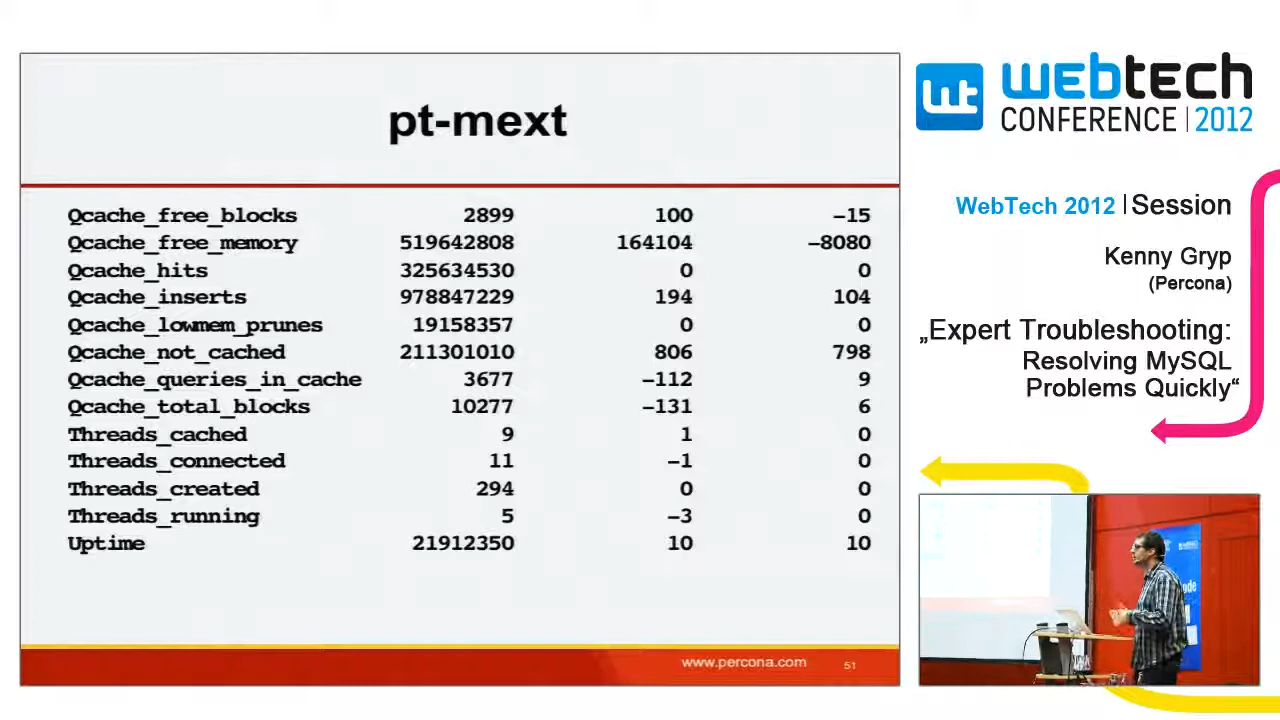 pt-mext
Qcache_free_blocks 2899 100 -15
Qcache_free_memory 519642808 164104 -8080
Qcache_hits 325634530 0 0
Qcache_inserts 978847229 194 104
Qcache_lowmem_prunes 19158357 0 0
Qcache_not_cached 211301010 806 798
Qcache_queries_in_cache 3677 -112 9
Qcache_total_blocks 10277 -131 6
Threads_cached 9 1 0
Threads_connected 11 -1 0
Threads_created 294 0 0
Threads_running 5 -3 0
Uptime 21912350 10 10
www.percona.com 51
wt webtech
CONFERENCE | 2012
WebTech 2012 | Session
Kenny Gryp
(Percona)
„Expert Troubleshooting:
Resolving MySQL
Problems Quickly“